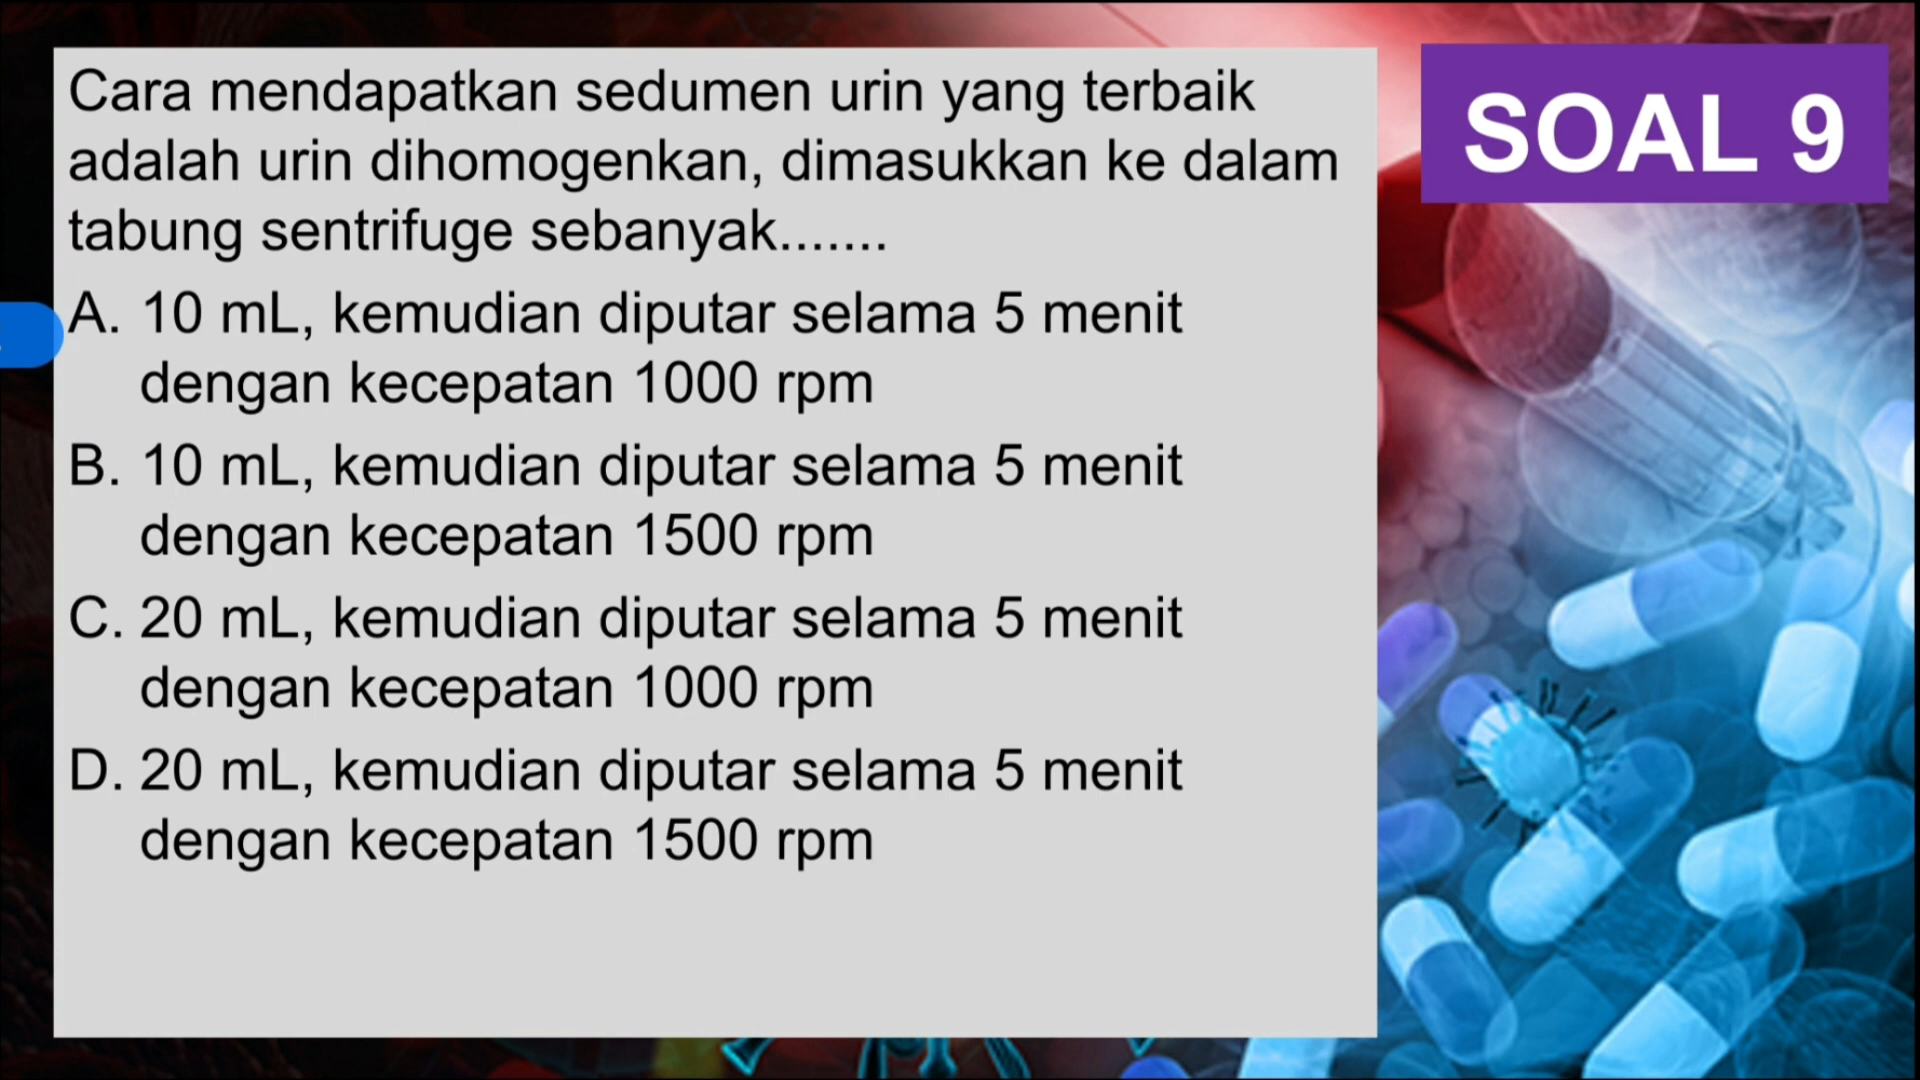 Cara mendapatkan sedumen urin yang terbaik
adalah urin dihomogenkan, dimasukkan ke dalam
tabung sentrifuge sebanyak.......
A. 10 mL, kemudian diputar selama 5 menit
dengan kecepatan 1000 rpm
B. 10 mL, kemudian diputar selama 5 menit
dengan kecepatan 1500 rpm
C. 20 mL, kemudian diputar selama 5 menit
dengan kecepatan 1000 rpm
D. 20 mL, kemudian diputar selama 5 menit
dengan kecepatan 1500 rpm
SOAL 9